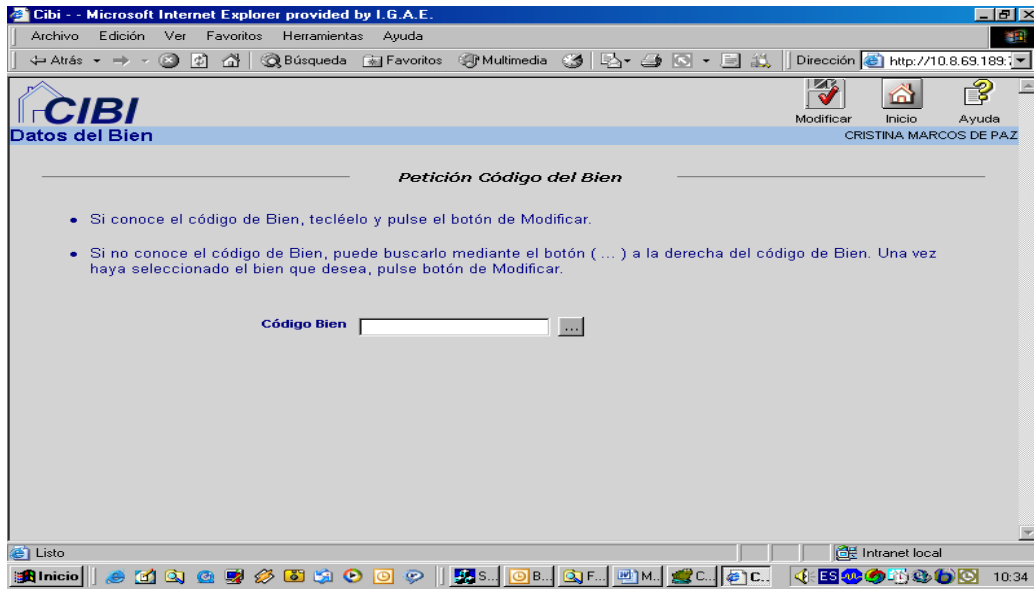 Cibi - - Microsoft Internet Explorer provided by I.G.A.E.
Archivo Edición Ver Favoritos Herramientas Ayuda
Atrás Búsqueda Favoritos Multimedia Dirección http://10.8.69.189:
CIBI
Modificar Inicio Ayuda
Datos del Bien CRISTINA MARCOS DE PAZ
Petición Código del Bien
• Si conoce el código de Bien, tecléelo y pulse el botón de Modificar.
• Si no conoce el código de Bien, puede buscarlo mediante el botón ( ... ) a la derecha del código de Bien. Una vez
haya seleccionado el bien que desea, pulse botón de Modificar.
Código Bien ...
Listo Intranet local
Inicio S... B... F... M... C... C... ES 10:34